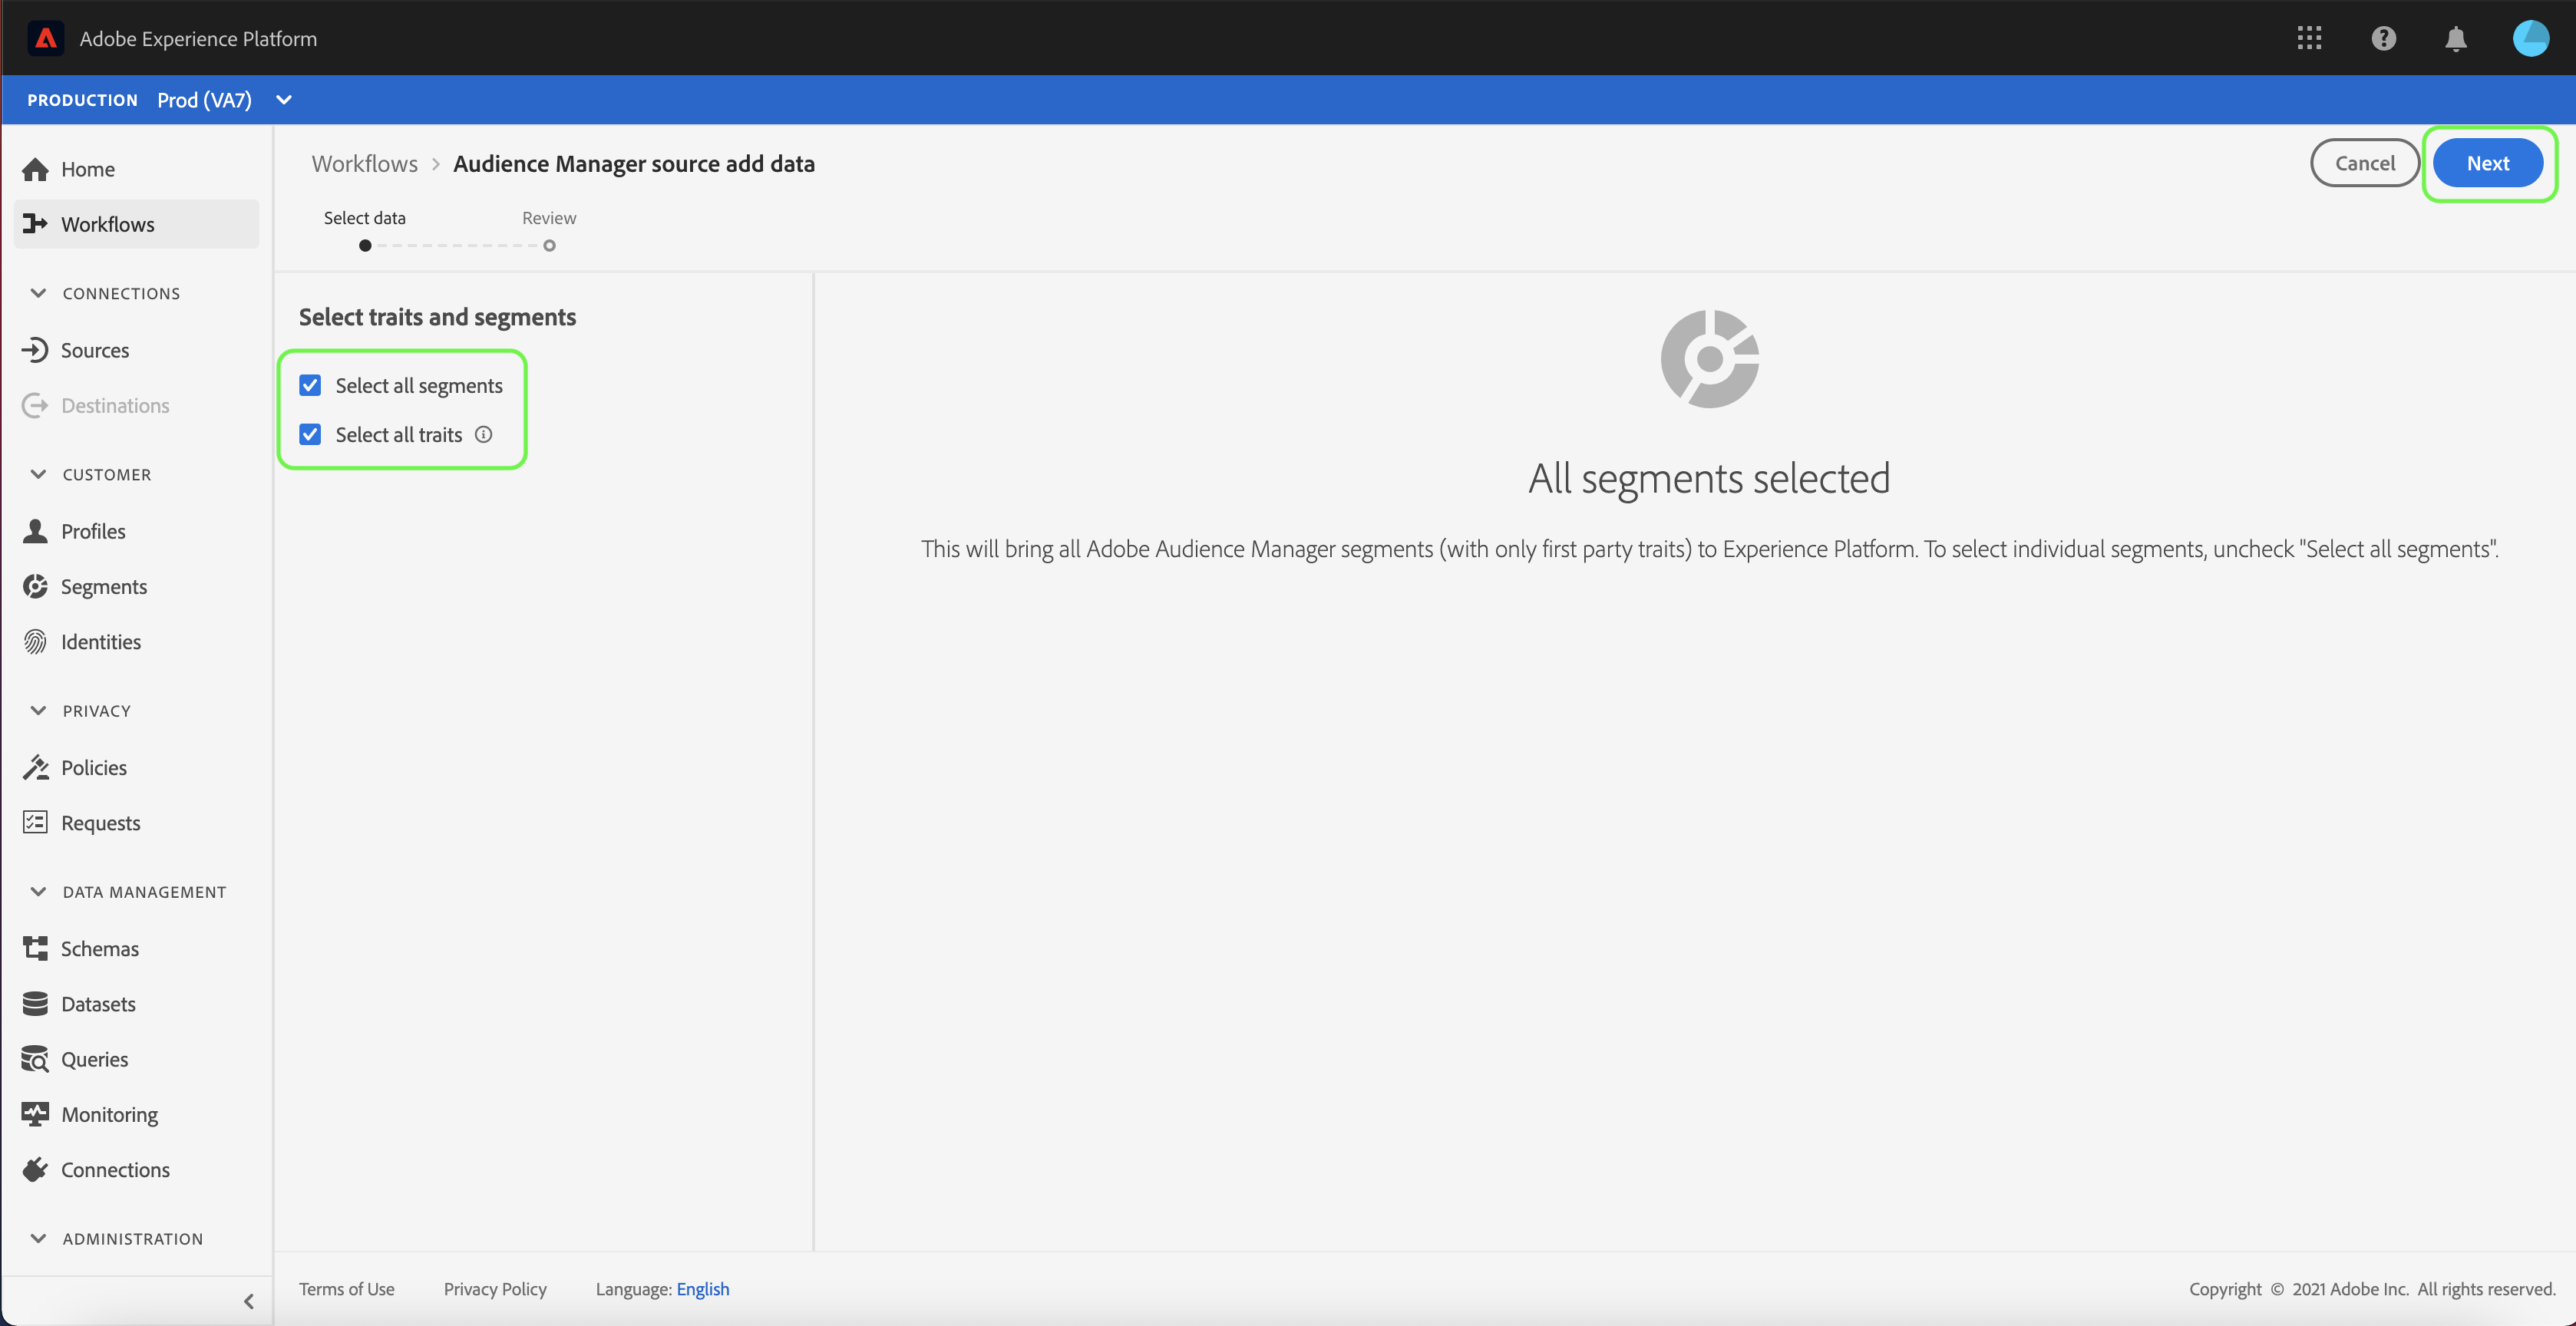 Adobe Experience Platform
PRODUCTION Prod (VA7)
Home
Workflows
CONNECTIONS
Sources
Destinations
CUSTOMER
Profiles
Segments
Identities
PRIVACY
Policies
Requests
DATA MANAGEMENT
Schemas
Datasets
Queries
Monitoring
Connections
ADMINISTRATION
Workflows > Audience Manager source add data
Cancel
Next
Select data
Review
Select traits and segments
Select all segments
Select all traits
All segments selected
This will bring all Adobe Audience Manager segments (with only first party traits) to Experience Platform. To select individual segments, uncheck "Select all segments".
Terms of Use Privacy Policy Language: English
Copyright © 2021 Adobe Inc. All rights reserved.